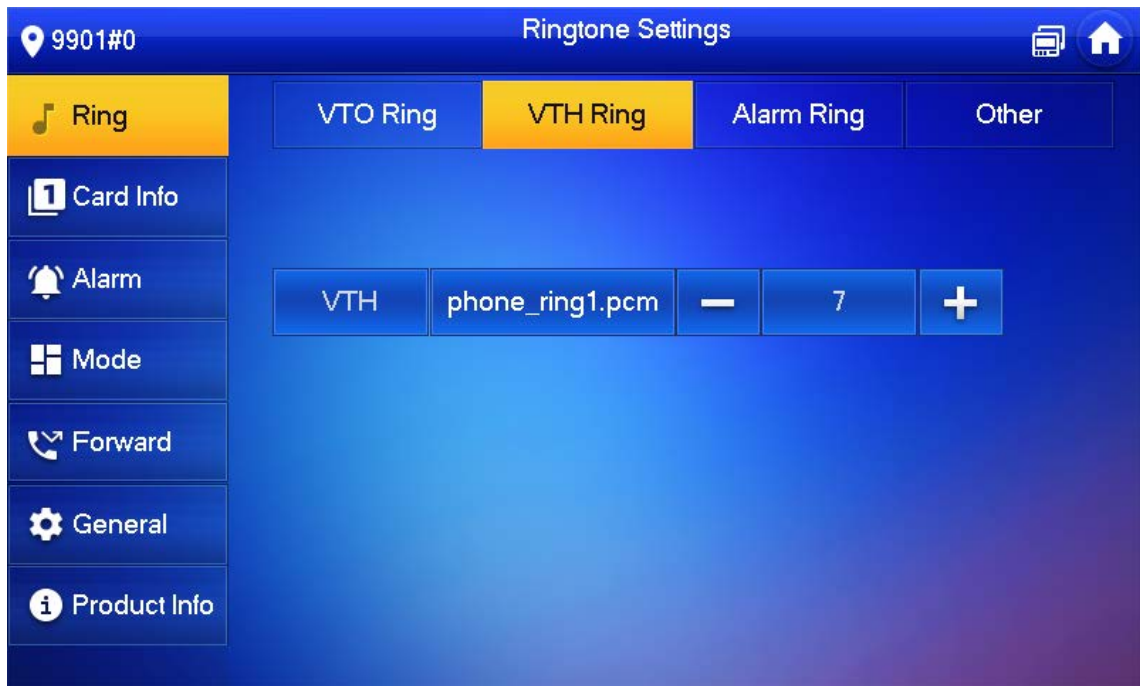 9901#0
Ringtone Settings
Ring
VTO Ring
VTH Ring
Alarm Ring
Other
1 Card Info
Alarm
VTH
phone_ring1.pcm
7
Mode
Forward
General
Product Info